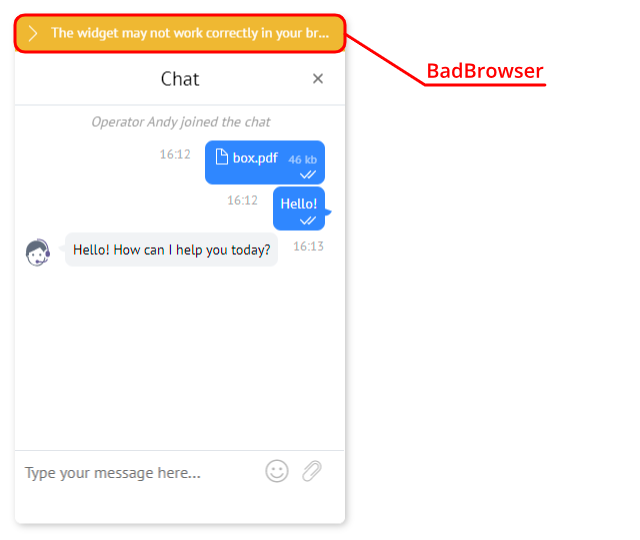 The widget may not work correctly in your br...
BadBrowser
Chat
Operator Andy joined the chat
16:12
box.pdf 46 kb
16:12
Hello!
Hello! How can I help you today?
16:13
Type your message here...